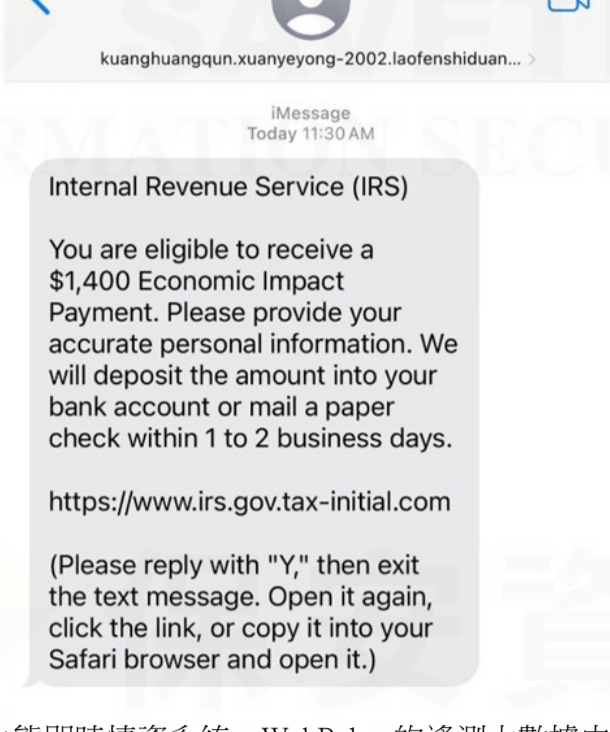 kuanghuangqun.xuanyeyong-2002.laofenshiduan...
iMessage
Today 11:30 AM
Internal Revenue Service (IRS)
You are eligible to receive a
$1,400 Economic Impact
Payment. Please provide your
accurate personal information. We
will deposit the amount into your
bank account or mail a paper
check within 1 to 2 business days.
https://www.irs.gov.tax-initial.com
(Please reply with "Y," then exit
the text message. Open it again,
click the link, or copy it into your
Safari browser and open it.)